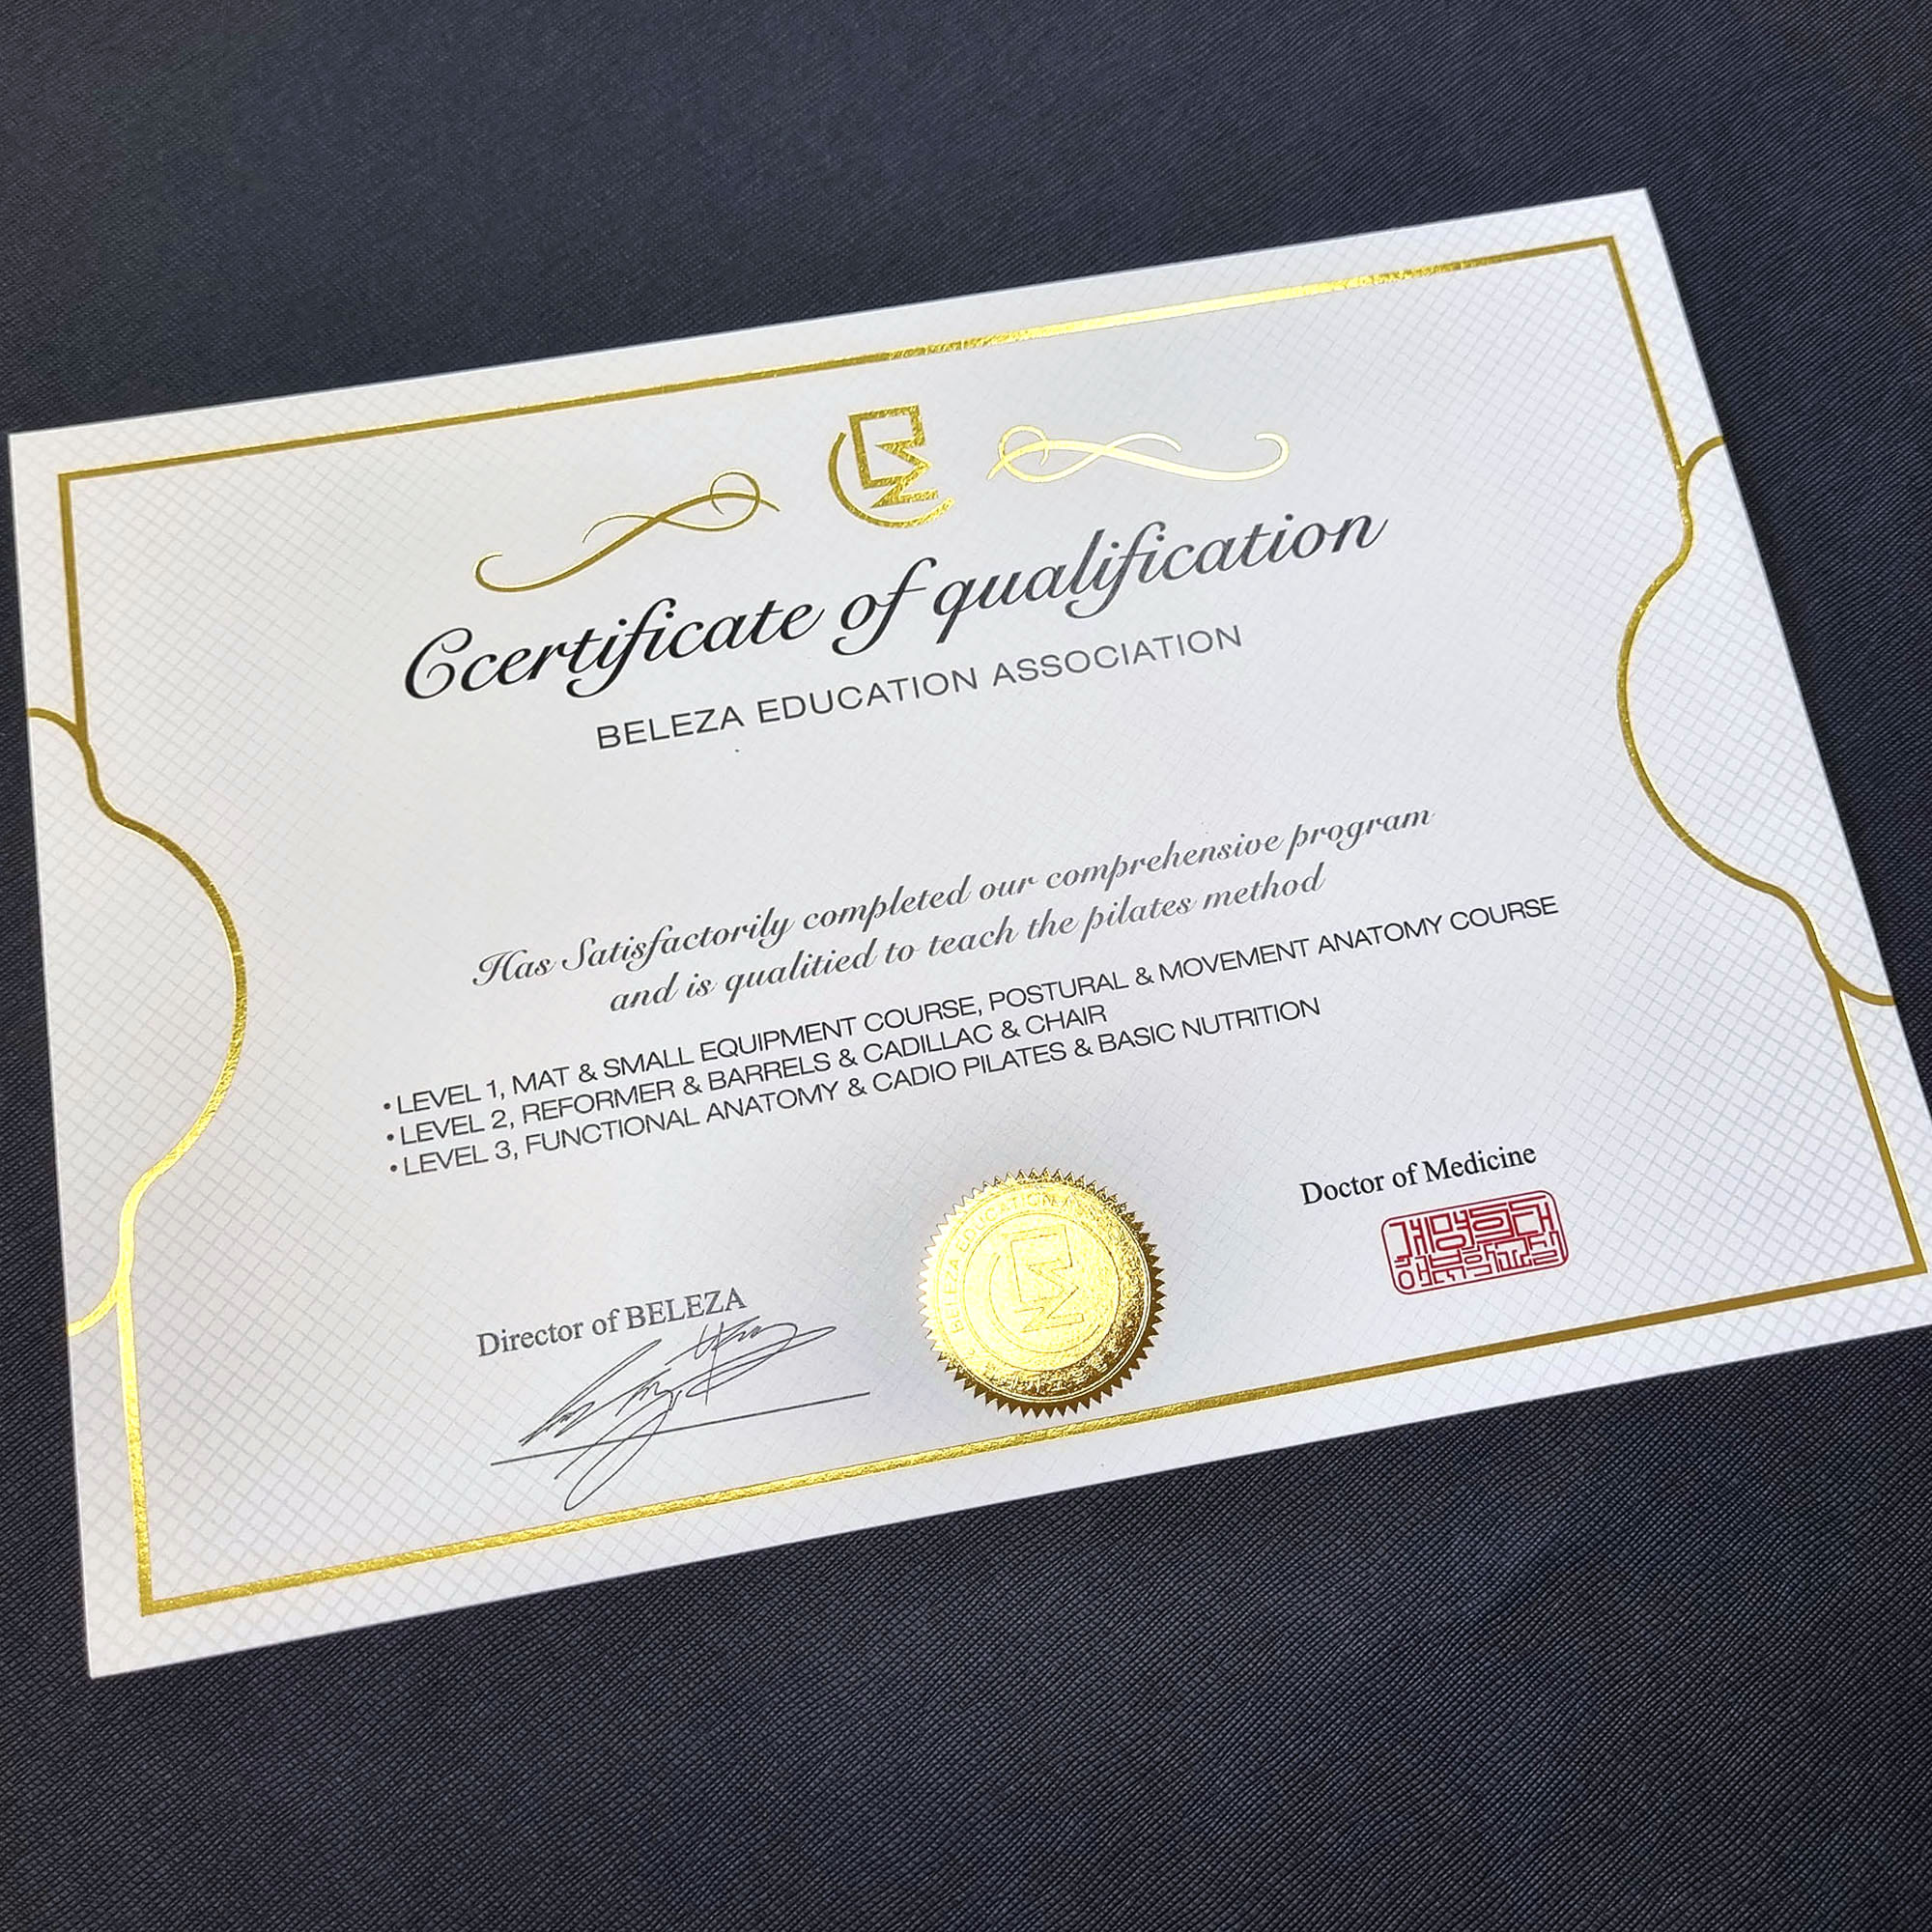 Ccertificate of qualification
BELEZA EDUCATION ASSOCIATION
Has Satisfactorily completed our comprehensive program
and is qualitied to teach the pilates method
• LEVEL 1, MAT & SMALL EQUIPMENT COURSE, POSTURAL & MOVEMENT ANATOMY COURSE
• LEVEL 2, REFORMER & BARRELS & CADILLAC & CHAIR
• LEVEL 3, FUNCTIONAL ANATOMY & CADIO PILATES & BASIC NUTRITION
Doctor of Medicine
Director of BELEZA
BELEZA EDUCATION